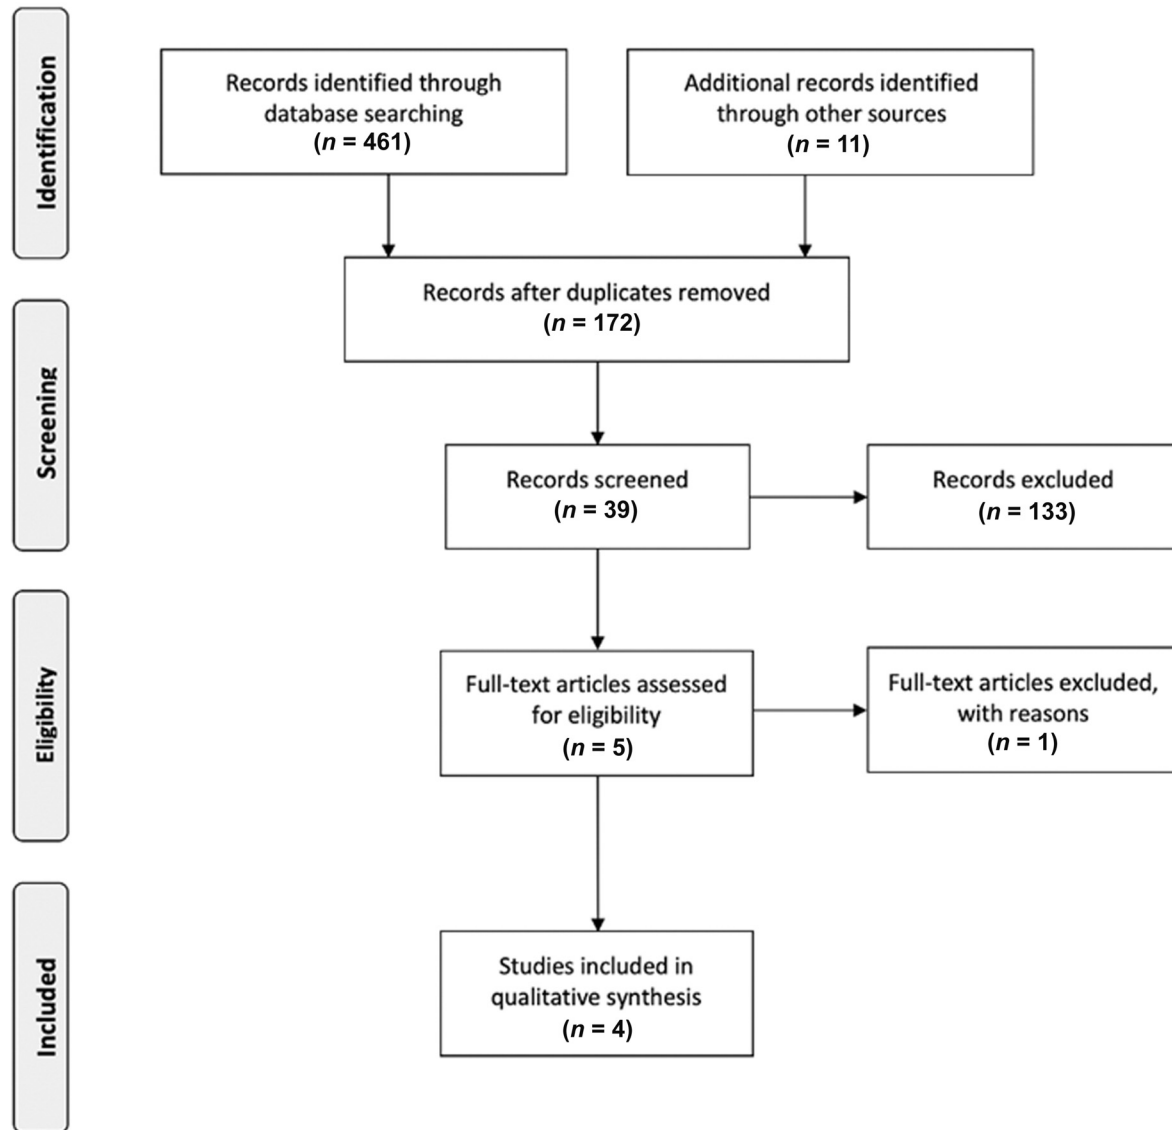 Identification
Records identified through
database searching
(n = 461)
Additional records identified
through other sources
(n = 11)
Records after duplicates removed
(n = 172)
Screening
Records screened
(n = 39)
Records excluded
(n = 133)
Eligibility
Full-text articles assessed
for eligibility
(n = 5)
Full-text articles excluded,
with reasons
(n = 1)
Included
Studies included in
qualitative synthesis
(n = 4)